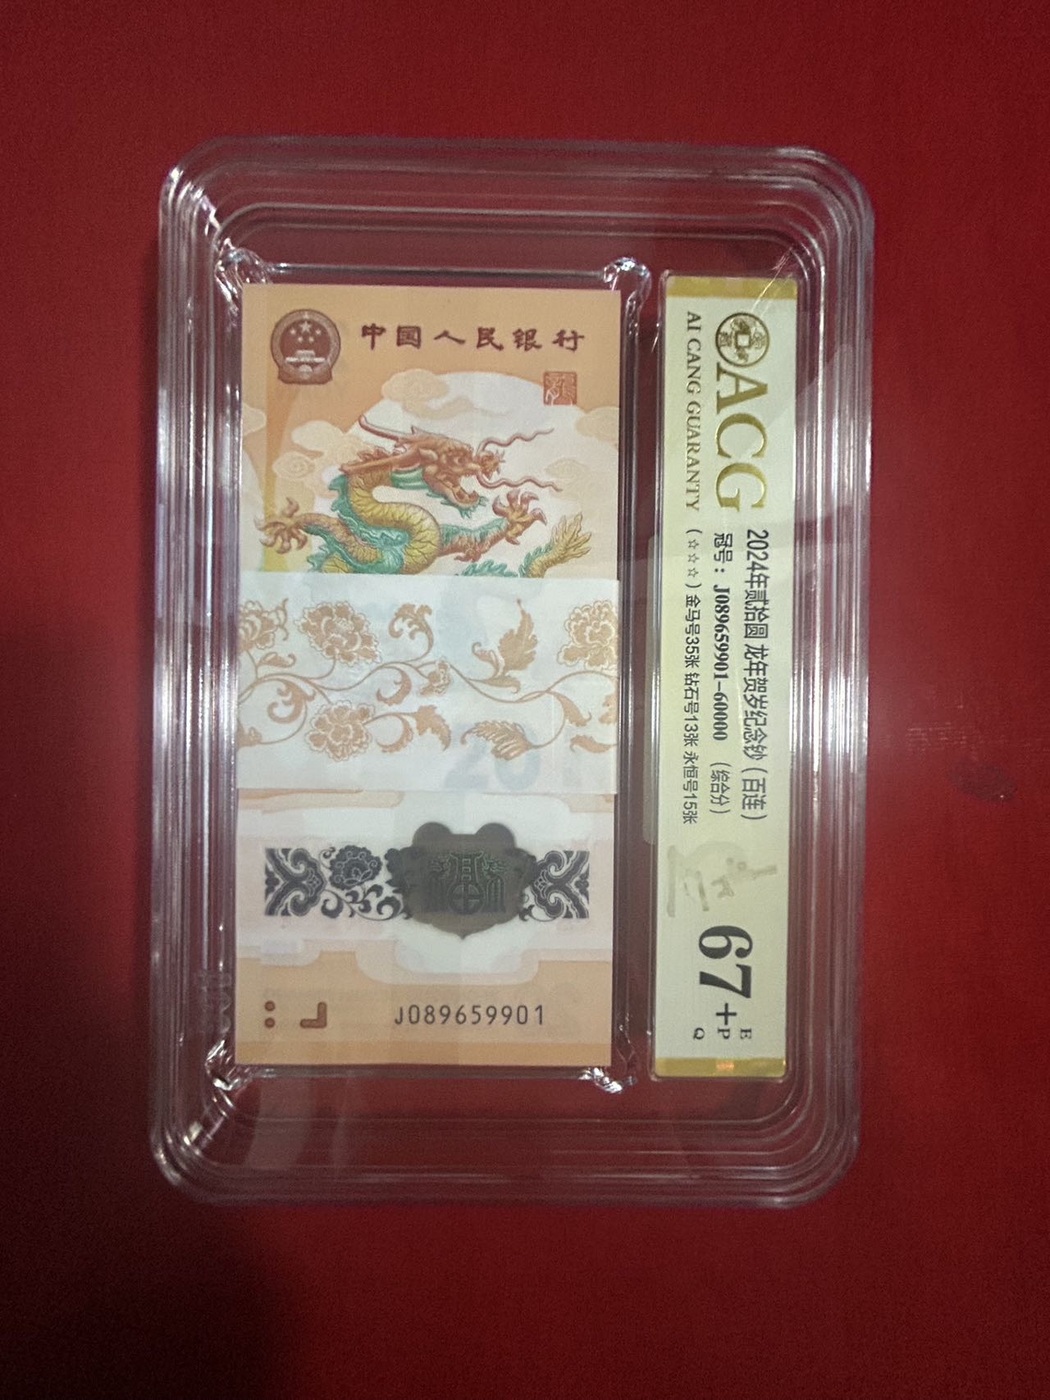 中国人民银行
龍
20
J089659901
ACG
AI CANG GUARANTY
2024年贰拾圆 龙年贺岁纪念钞（百连）
冠号：J089659901-60000 （综合分）
（☆☆☆）金马号35张 钻石号13张 永恒号15张
67+
E
P
Q